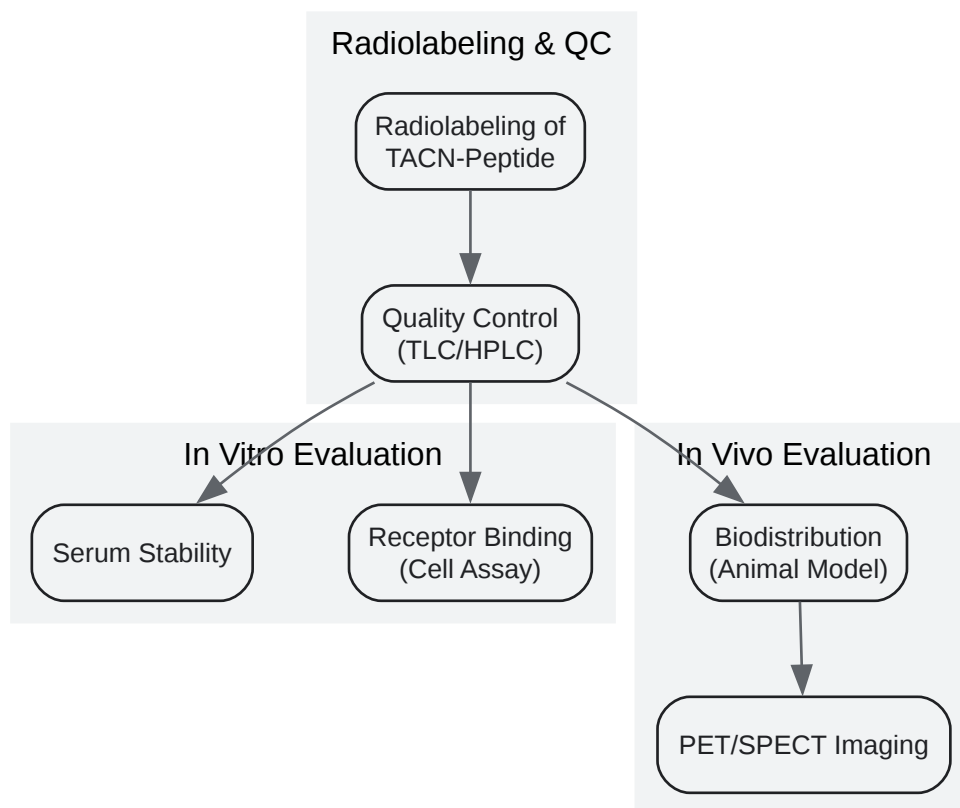 Radiolabeling & QC
Radiolabeling of
TACN-Peptide
Quality Control
(TLC/HPLC)
In Vitro Evaluation
In Vivo Evaluation
Serum Stability
Receptor Binding
(Cell Assay)
Biodistribution
(Animal Model)
PET/SPECT Imaging